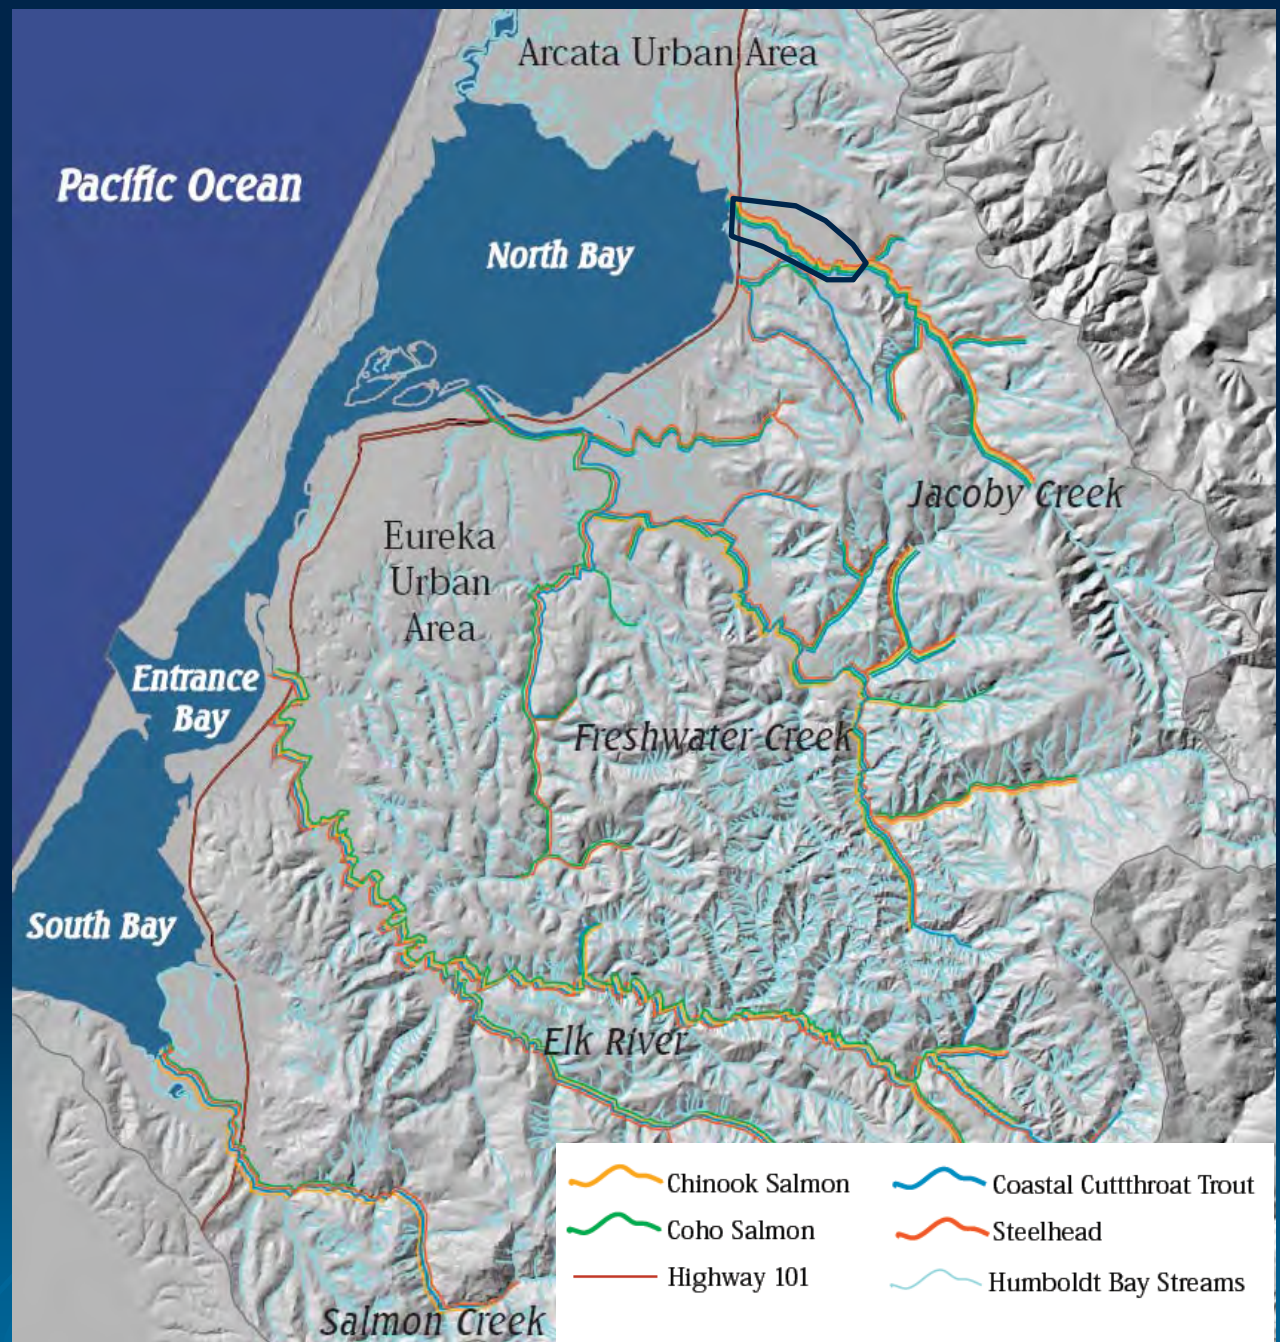 Arcata Urban Area
Pacific Ocean
North Bay
Jacoby Creek
Eureka
Urban
Area
Entrance
Bay
Freshwater Creek
South Bay
Elk River
Chinook Salmon
Coastal Cuttthroat Trout
Coho Salmon
Steelhead
Highway 101
Humboldt Bay Streams
Salmon Creek